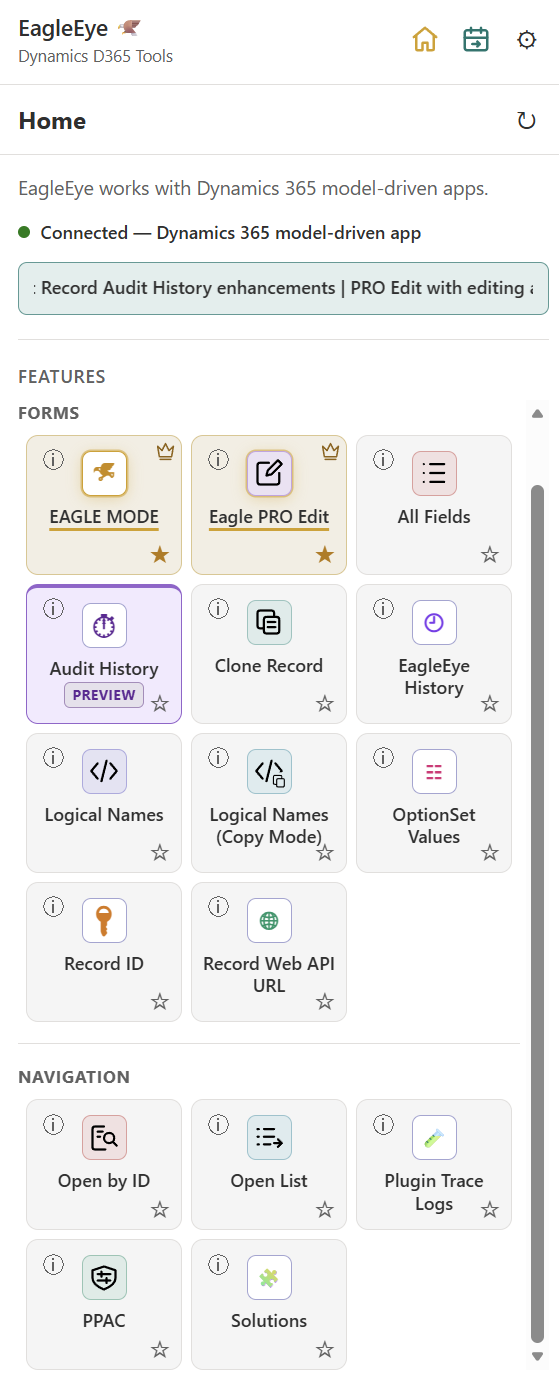 EagleEye
Dynamics D365 Tools
Home
EagleEye works with Dynamics 365 model-driven apps.
Connected — Dynamics 365 model-driven app
: Record Audit History enhancements | PRO Edit with editing
FEATURES
FORMS
EAGLE MODE
Eagle PRO Edit
All Fields
Audit History
PREVIEW
Clone Record
EagleEye
History
Logical Names
Logical Names
(Copy Mode)
OptionSet
Values
Record ID
Record Web API
URL
NAVIGATION
Open by ID
Open List
Plugin Trace
Logs
PPAC
Solutions